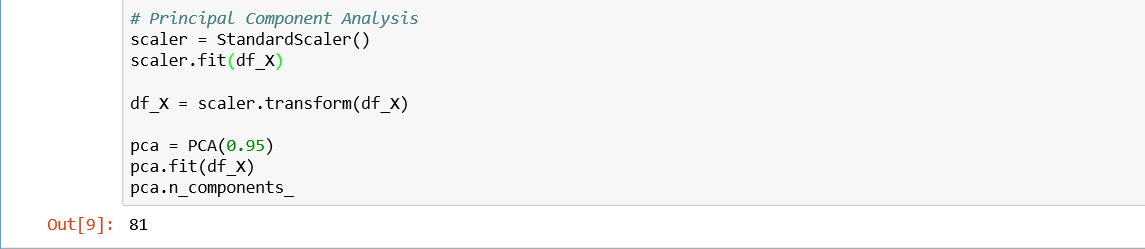 # Principal Component Analysis
scaler = StandardScaler()
scaler.fit(df_X)
df_X = scaler.transform(df_X)
pca = PCA(0.95)
pca.fit(df_X)
pca.n_components_
Out[9]: 81